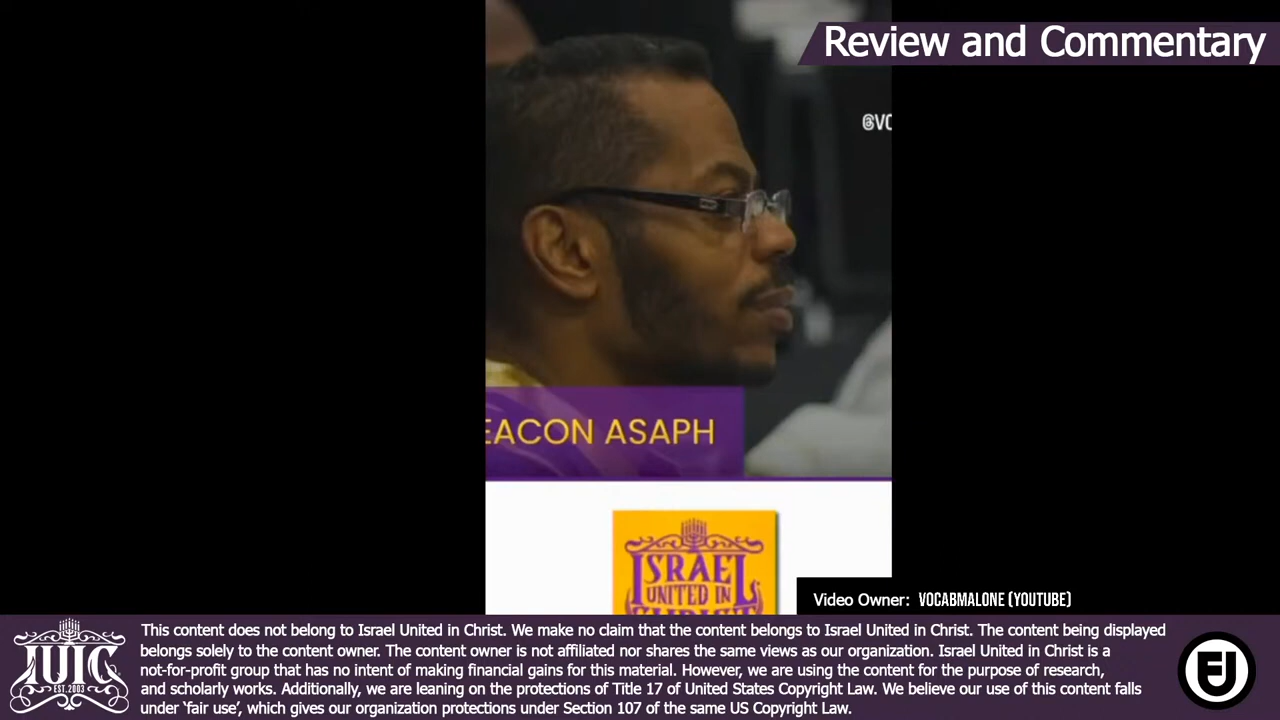 Review and Commentary
@VO
EACON ASAPH
ISRAEL
UNITED IN
CHRIST
Video Owner: VOCABMALONE (YOUTUBE)
IUIC
EST.2003
This content does not belong to Israel United in Christ. We make no claim that the content belongs to Israel United in Christ. The content being displayed
belongs solely to the content owner. The content owner is not affiliated nor shares the same views as our organization. Israel United in Christ is a
not-for-profit group that has no intent of making financial gains for this material. However, we are using the content for the purpose of research,
and scholarly works. Additionally, we are leaning on the protections of Title 17 of United States Copyright Law. We believe our use of this content falls
under ‘fair use’, which gives our organization protections under Section 107 of the same US Copyright Law.